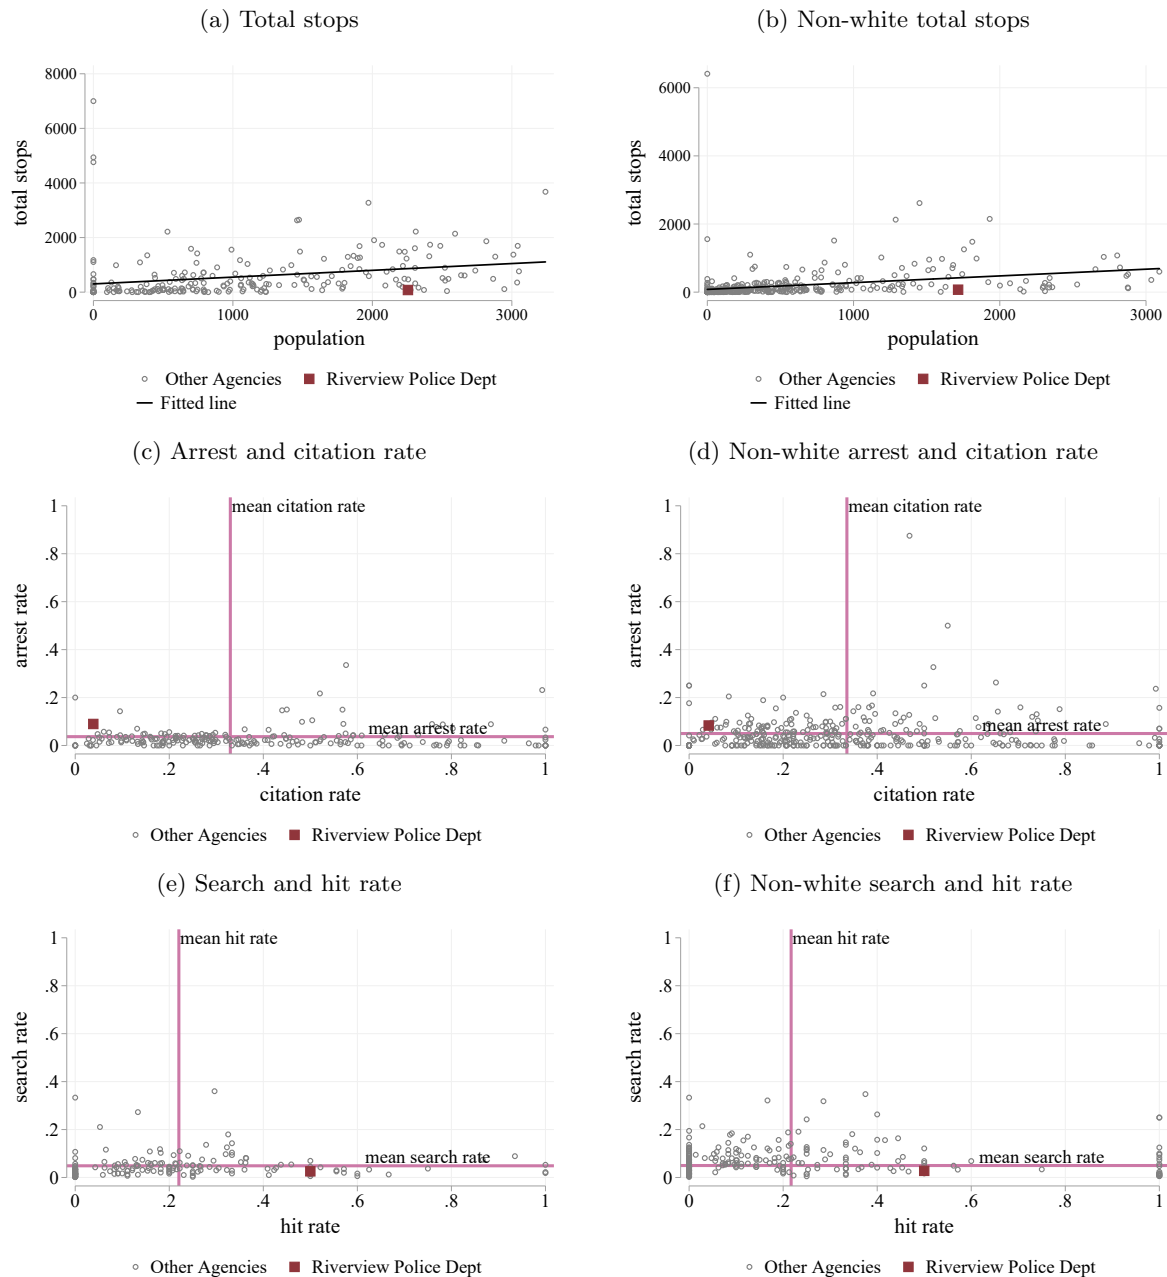 (a) Total stops
(b) Non-white total stops
8000
6000
4000
2000
0
total stops
0 1000 2000 3000
population
Other Agencies Riverview Police Dept
Fitted line
6000
4000
2000
0
total stops
0 1000 2000 3000
population
Other Agencies Riverview Police Dept
Fitted line
(c) Arrest and citation rate
(d) Non-white arrest and citation rate
1
.8
.6
.4
.2
0
arrest rate
mean citation rate
mean arrest rate
0 .2 .4 .6 .8 1
citation rate
Other Agencies Riverview Police Dept
1
.8
.6
.4
.2
0
arrest rate
mean citation rate
mean arrest rate
0 .2 .4 .6 .8 1
citation rate
Other Agencies Riverview Police Dept
(e) Search and hit rate
(f) Non-white search and hit rate
1
.8
.6
.4
.2
0
search rate
mean hit rate
mean search rate
0 .2 .4 .6 .8 1
hit rate
Other Agencies Riverview Police Dept
1
.8
.6
.4
.2
0
search rate
mean hit rate
mean search rate
0 .2 .4 .6 .8 1
hit rate
Other Agencies Riverview Police Dept